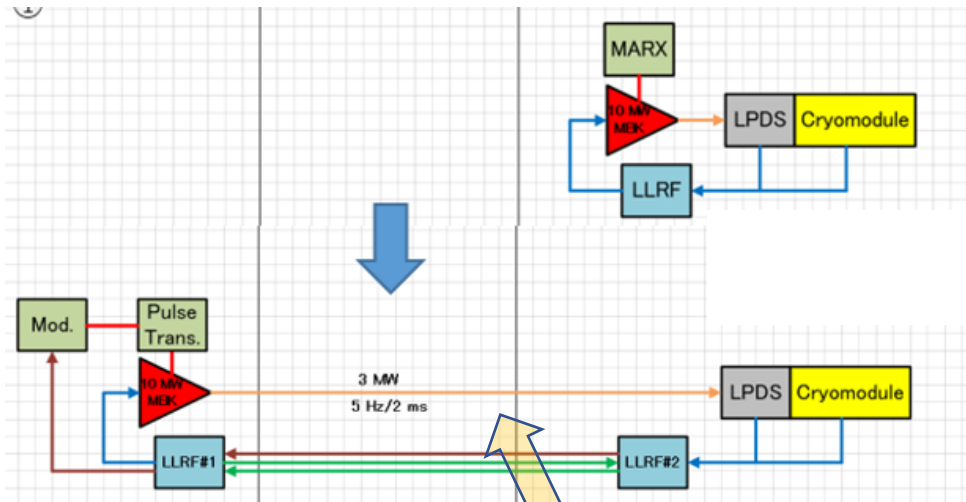 ①
MARX
10 MW
MBK
LPDS
Cryomodule
LLRF
Mod.
Pulse
Trans.
10 MW
MBK
3 MW
5 Hz/2 ms
LPDS
Cryomodule
LLRF#1
LLRF#2